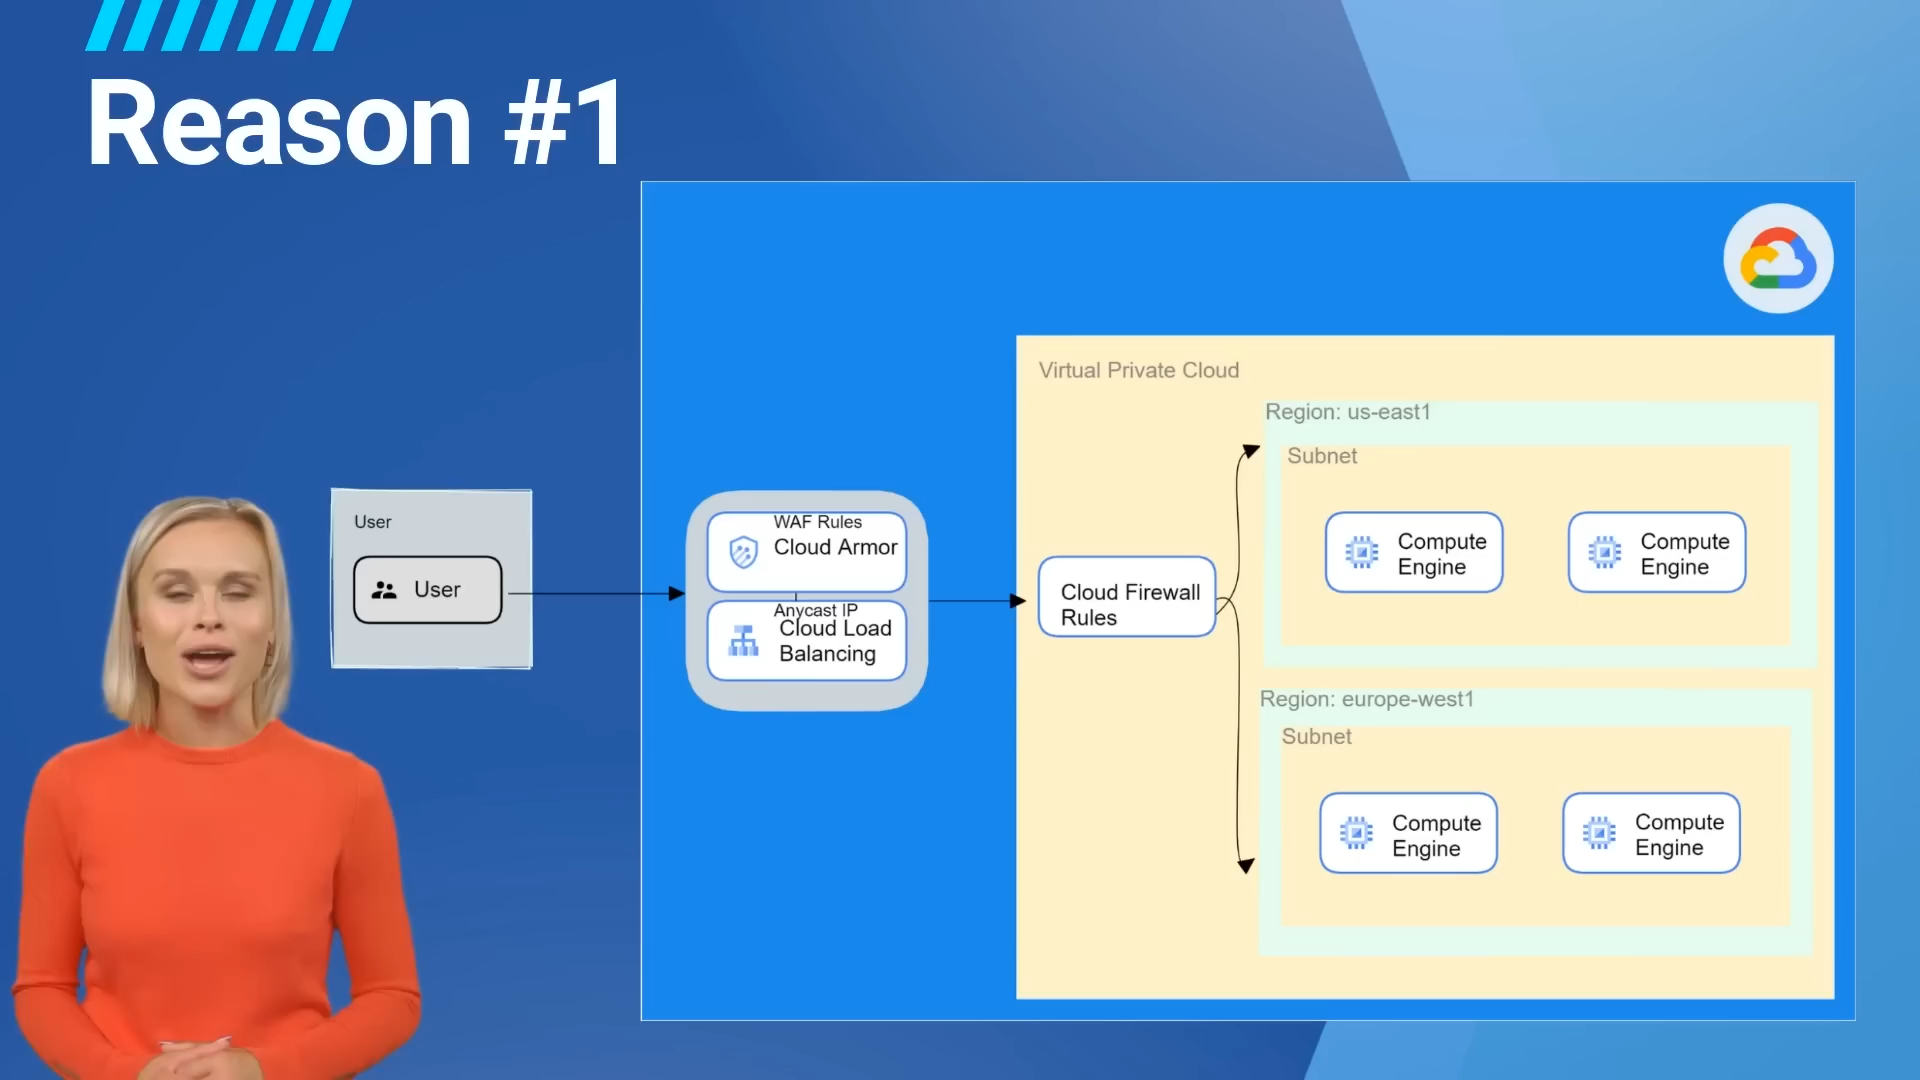 Reason #1
User
User
WAF Rules
Cloud Armor
Anycast IP
Cloud Load
Balancing
Virtual Private Cloud
Cloud Firewall
Rules
Region: us-east1
Subnet
Compute
Engine
Compute
Engine
Region: europe-west1
Subnet
Compute
Engine
Compute
Engine